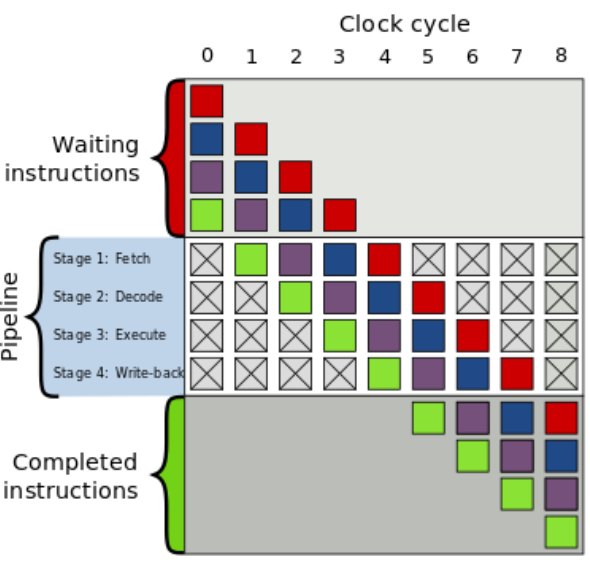 Clock cycle
0 1 2 3 4 5 6 7 8
Waiting
instructions
Pipeline
Stage 1: Fetch
Stage 2: Decode
Stage 3: Execute
Stage 4: Write-back
Completed
instructions